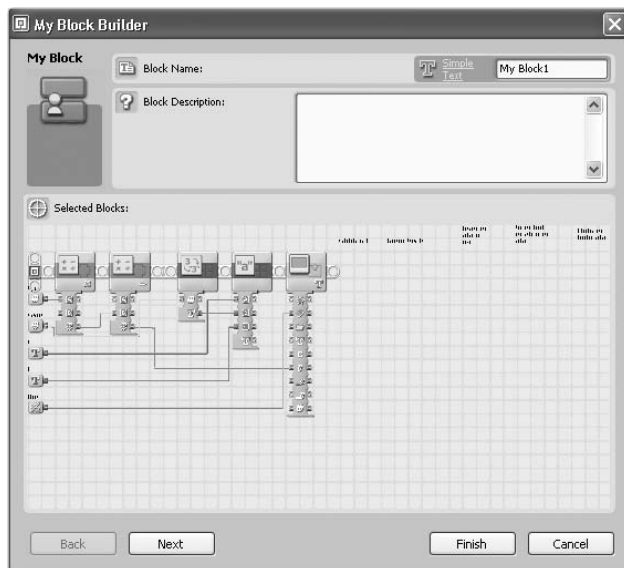 My Block Builder
My Block
Block Name:
Simple
Text
My Block1
Block Description:
Selected Blocks:
Back
Next
Finish
Cancel